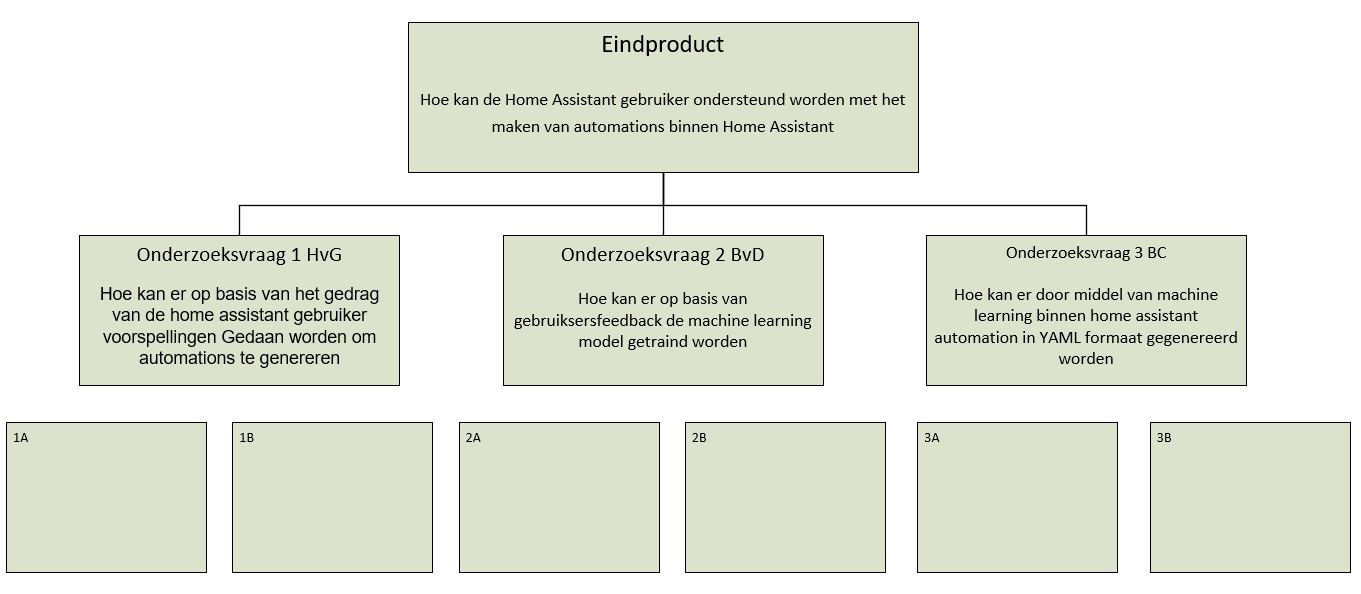 Eindproduct
Hoe kan de Home Assistant gebruiker ondersteund worden met het
maken van automations binnen Home Assistant
Onderzoeksvraag 1 HvG
Hoe kan er op basis van het gedrag
van de home assistant gebruiker
voorspellingen Gedaan worden om
automations te genereren
Onderzoeksvraag 2 BvD
Hoe kan er op basis van
gebruiksersfeedback de machine learning
model getraind worden
Onderzoeksvraag 3 BC
Hoe kan er door middel van machine
learning binnen home assistant
automation in YAML formaat gegenereerd
worden
1A
1B
2A
2B
3A
3B